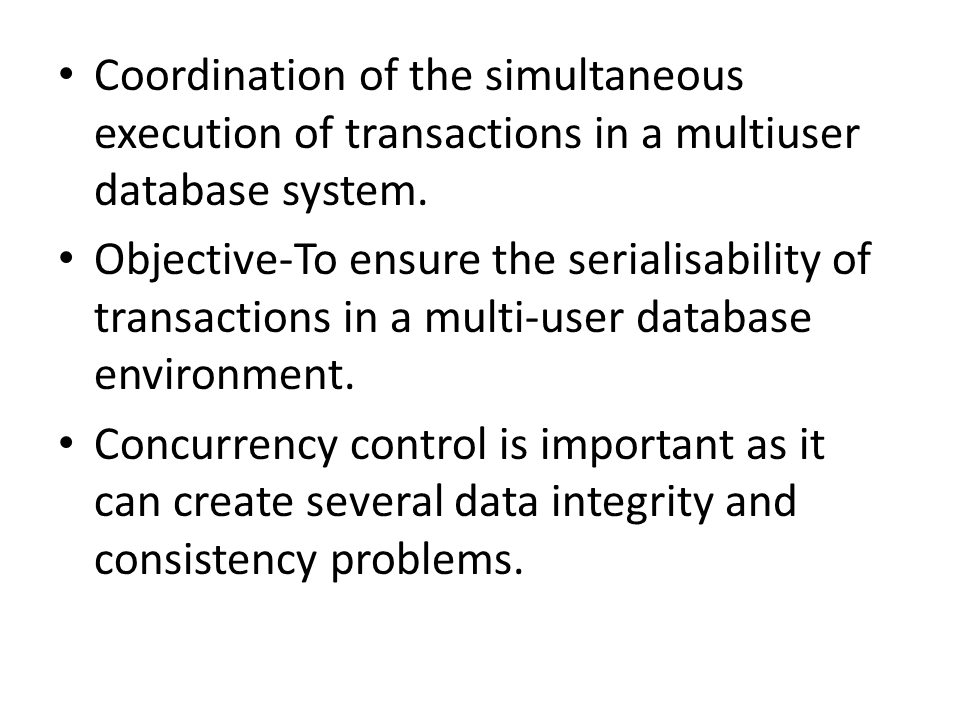 • Coordination of the simultaneous
execution of transactions in a multiuser
database system.
• Objective-To ensure the serialisability of
transactions in a multi-user database
environment.
• Concurrency control is important as it
can create several data integrity and
consistency problems.